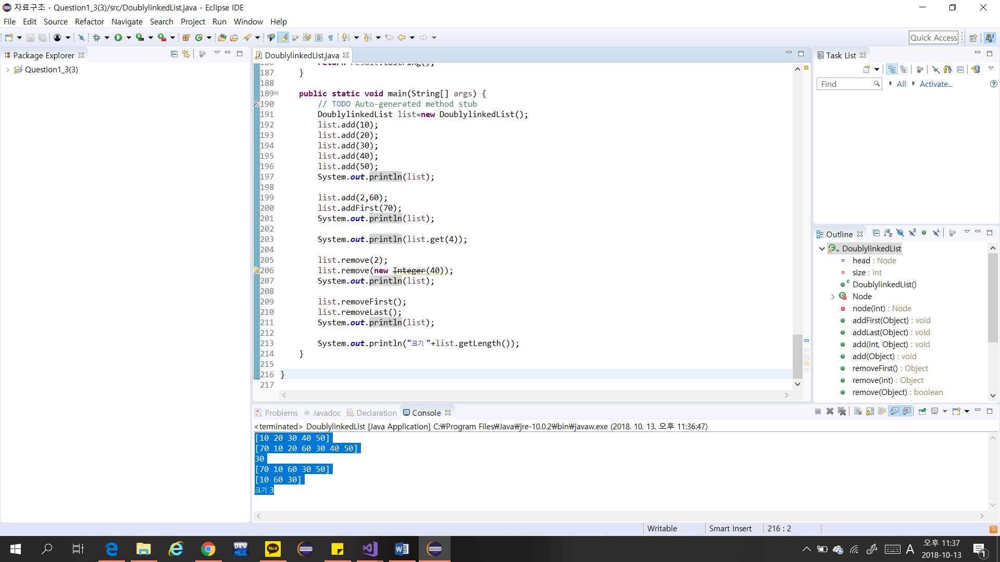 자료구조 - Question1_3(3)/src/DoublylinkedList.java - Eclipse IDE
File Edit Source Refactor Navigate Search Project Run Window Help
Quick Access
Package Explorer
Question1_3(3)
DoublylinkedList.java
186 return result.toString();
187 }
188
189 public static void main(String[] args) {
190 // TODO Auto-generated method stub
191 DoublylinkedList list=new DoublylinkedList();
192 list.add(10);
193 list.add(20);
194 list.add(30);
195 list.add(40);
196 list.add(50);
197 System.out.println(list);
198
199 list.add(2,60);
200 list.addFirst(70);
201 System.out.println(list);
202
203 System.out.println(list.get(4));
204
205 list.remove(2);
206 list.remove(new Integer(40));
207 System.out.println(list);
208
209 list.removeFirst();
210 list.removeLast();
211 System.out.println(list);
212
213 System.out.println("크기 "+list.getLength());
214 }
215
216 }
217
Task List
Find All Activate...
Outline
DoublylinkedList
head : Node
size : int
DoublylinkedList()
Node
node(int) : Node
addFirst(Object) : void
addLast(Object) : void
add(int, Object) : void
add(Object) : void
removeFirst() : Object
remove(int) : Object
remove(Object) : boolean
Problems @ Javadoc Declaration Console
<terminated> DoublylinkedList [Java Application] C:₩Program Files₩Java₩jre-10.0.2₩bin₩javaw.exe (2018. 10. 13. 오후 11:36:47)
[10 20 30 40 50]
[70 10 20 60 30 40 50]
30
[70 10 60 30 50]
[10 60 30]
크기 3
Writable Smart Insert 216 : 2
DEV
TALK
A
오후 11:37
2018-10-13
1